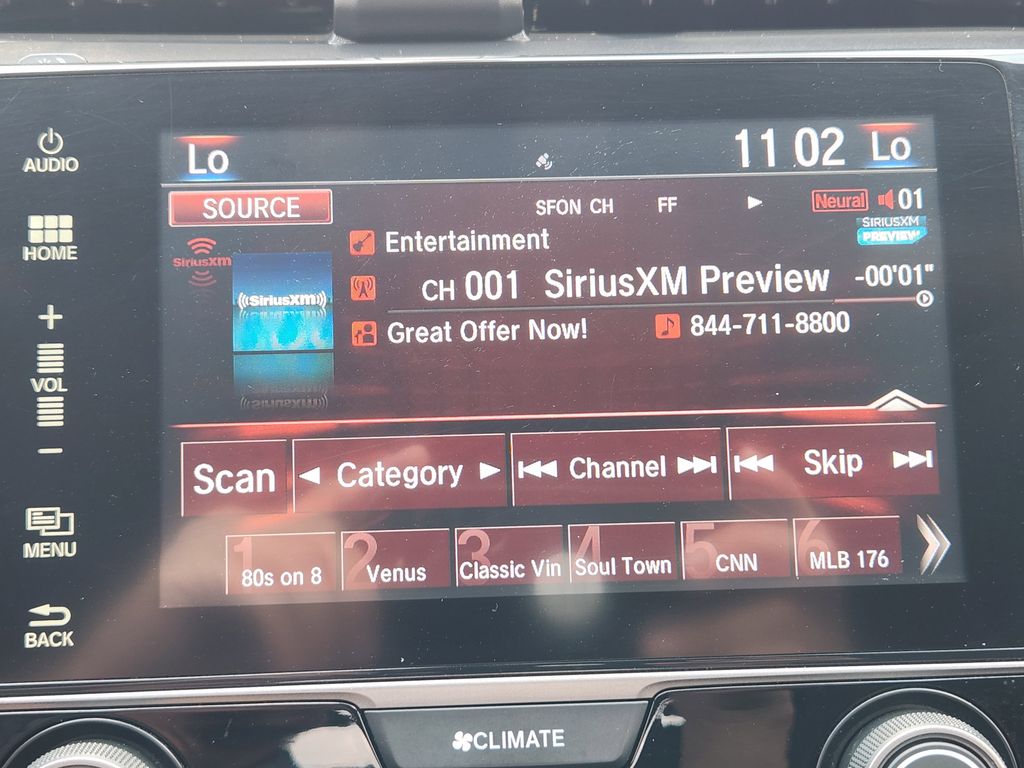 Lo
11 02
Lo
AUDIO
SOURCE
SFON CH FF
Neural
01
SIRIUSXM
PREVIEW
HOME
Entertainment
SiriusXm
CH 001 SiriusXM Preview -00'01"
((SiriusXm))
Great Offer Now!
844-711-8800
+
VOL
−
Scan
Category
Channel
Skip
MENU
1 80s on 8
2 Venus
3 Classic Vin
4 Soul Town
5 CNN
6 MLB 176
BACK
CLIMATE